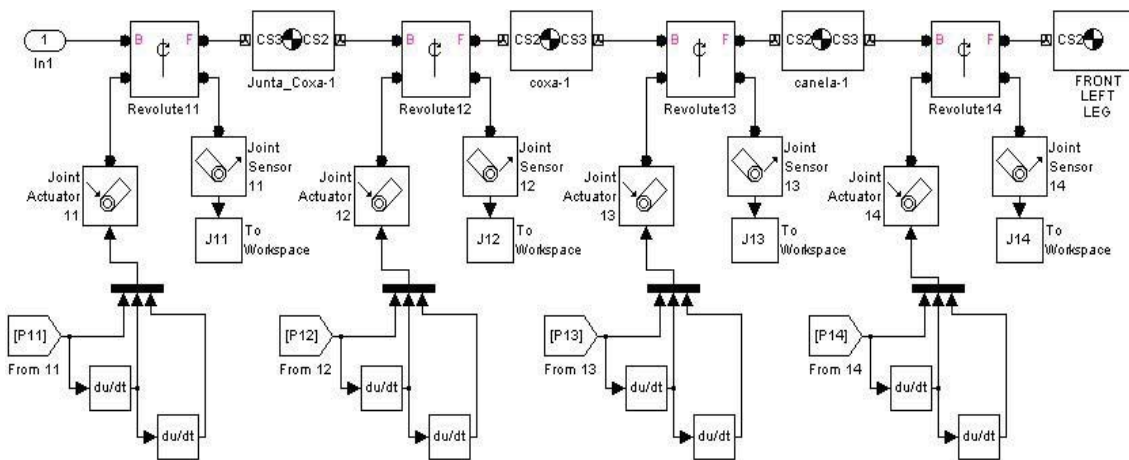 1
In1
B
F
Revolute11
CS3
CS2
Junta_Coxa-1
B
F
Revolute12
CS2
CS3
coxa-1
B
F
Revolute13
CS2
CS3
canela-1
B
F
Revolute14
CS2
FRONT
LEFT
LEG
Joint
Actuator
11
Joint
Sensor
11
J11
To
Workspace
Joint
Actuator
12
Joint
Sensor
12
J12
To
Workspace
Joint
Actuator
13
Joint
Sensor
13
J13
To
Workspace
Joint
Actuator
14
Joint
Sensor
14
J14
To
Workspace
[P11]
From 11
du/dt
du/dt
[P12]
From 12
du/dt
du/dt
[P13]
From 13
du/dt
du/dt
[P14]
From 14
du/dt
du/dt